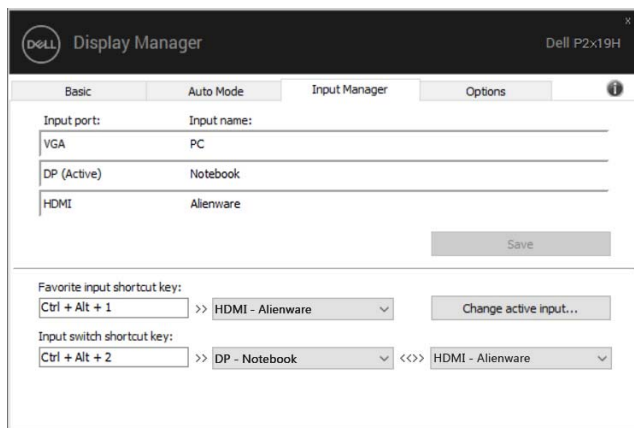 DELL Display Manager
x
Dell P2x19H
Basic Auto Mode Input Manager Options i
Input port: Input name:
VGA PC
DP (Active) Notebook
HDMI Alienware
Save
Favorite input shortcut key:
Ctrl + Alt + 1 >> HDMI - Alienware Change active input...
Input switch shortcut key:
Ctrl + Alt + 2 >> DP - Notebook <<>> HDMI - Alienware